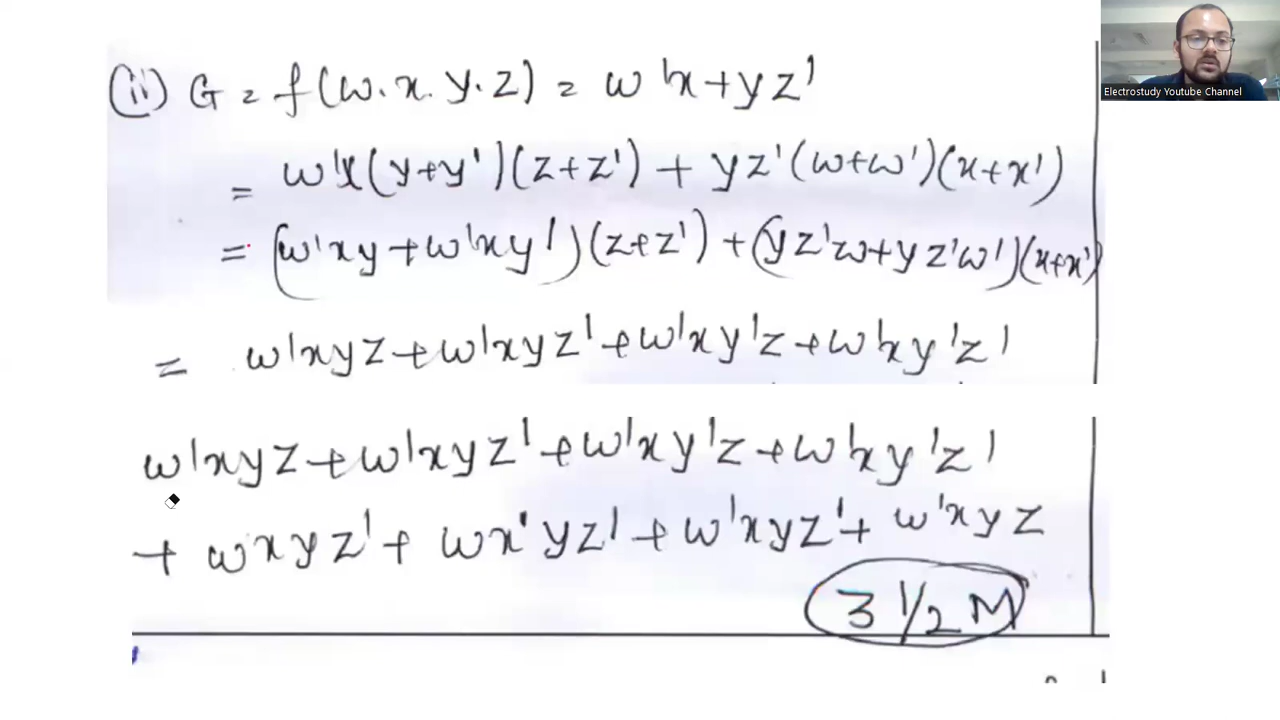 Electrostudy Youtube Channel
(ii) G = f(w.x.y.z) = w'x+yz'
= w'x(y+y')(z+z') + yz'(w+w')(x+x')
= (w'xy+w'xy')(z+z') + (yz'w+yz'w')(x+x')
= w'xyz+w'xyz'+w'xy'z+w'xy'z'
w'xyz+w'xyz'+w'xy'z+w'xy'z'
+ wxyz'+ wx'yz'+w'xyz'+ w'xyz
3 1/2 M